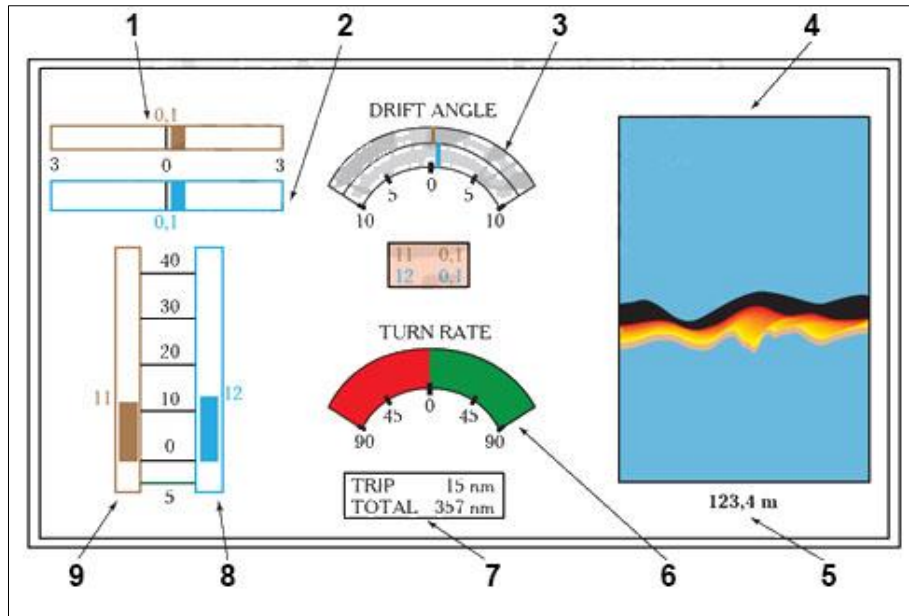 1 2 3 4
0,1
3 0 3
0,1
DRIFT ANGLE
10 5 0 5 10
11 0,1
12 0,1
40
30
20
11 10 12
0
5
TURN RATE
90 45 0 45 90
TRIP 15 nm
TOTAL 357 nm
123,4 m
9 8 7 6 5